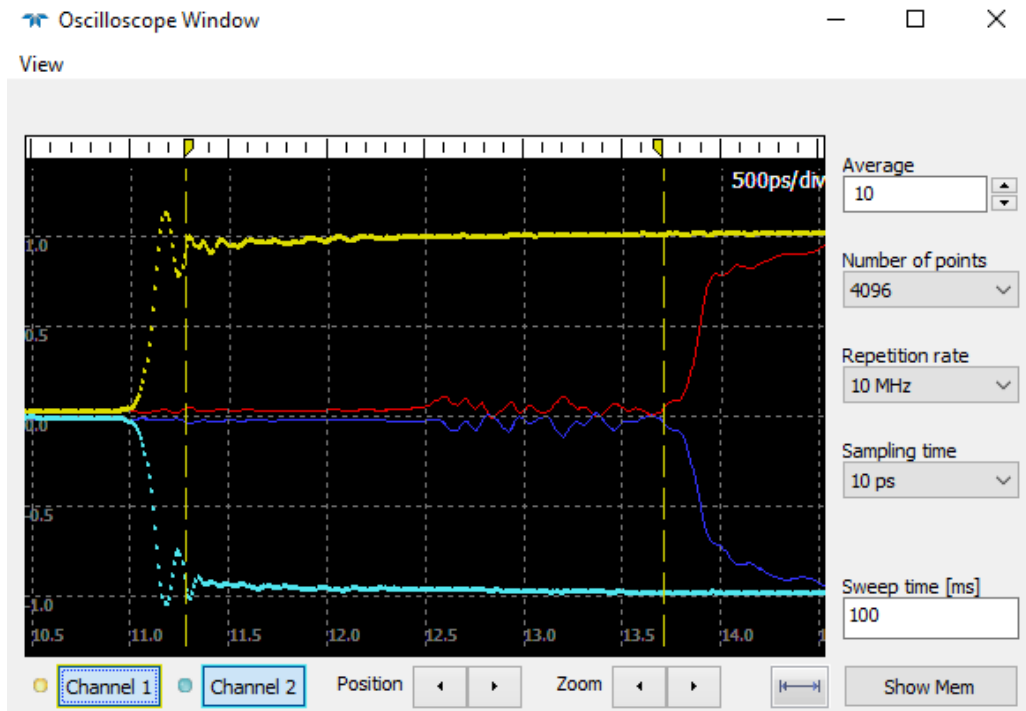 Oscilloscope Window
View
500ps/div
1.0
0.5
0.0
-0.5
-1.0
10.5 11.0 11.5 12.0 12.5 13.0 13.5 14.0
Average
10
Number of points
4096
Repetition rate
10 MHz
Sampling time
10 ps
Sweep time [ms]
100
Channel 1 Channel 2 Position Zoom Show Mem